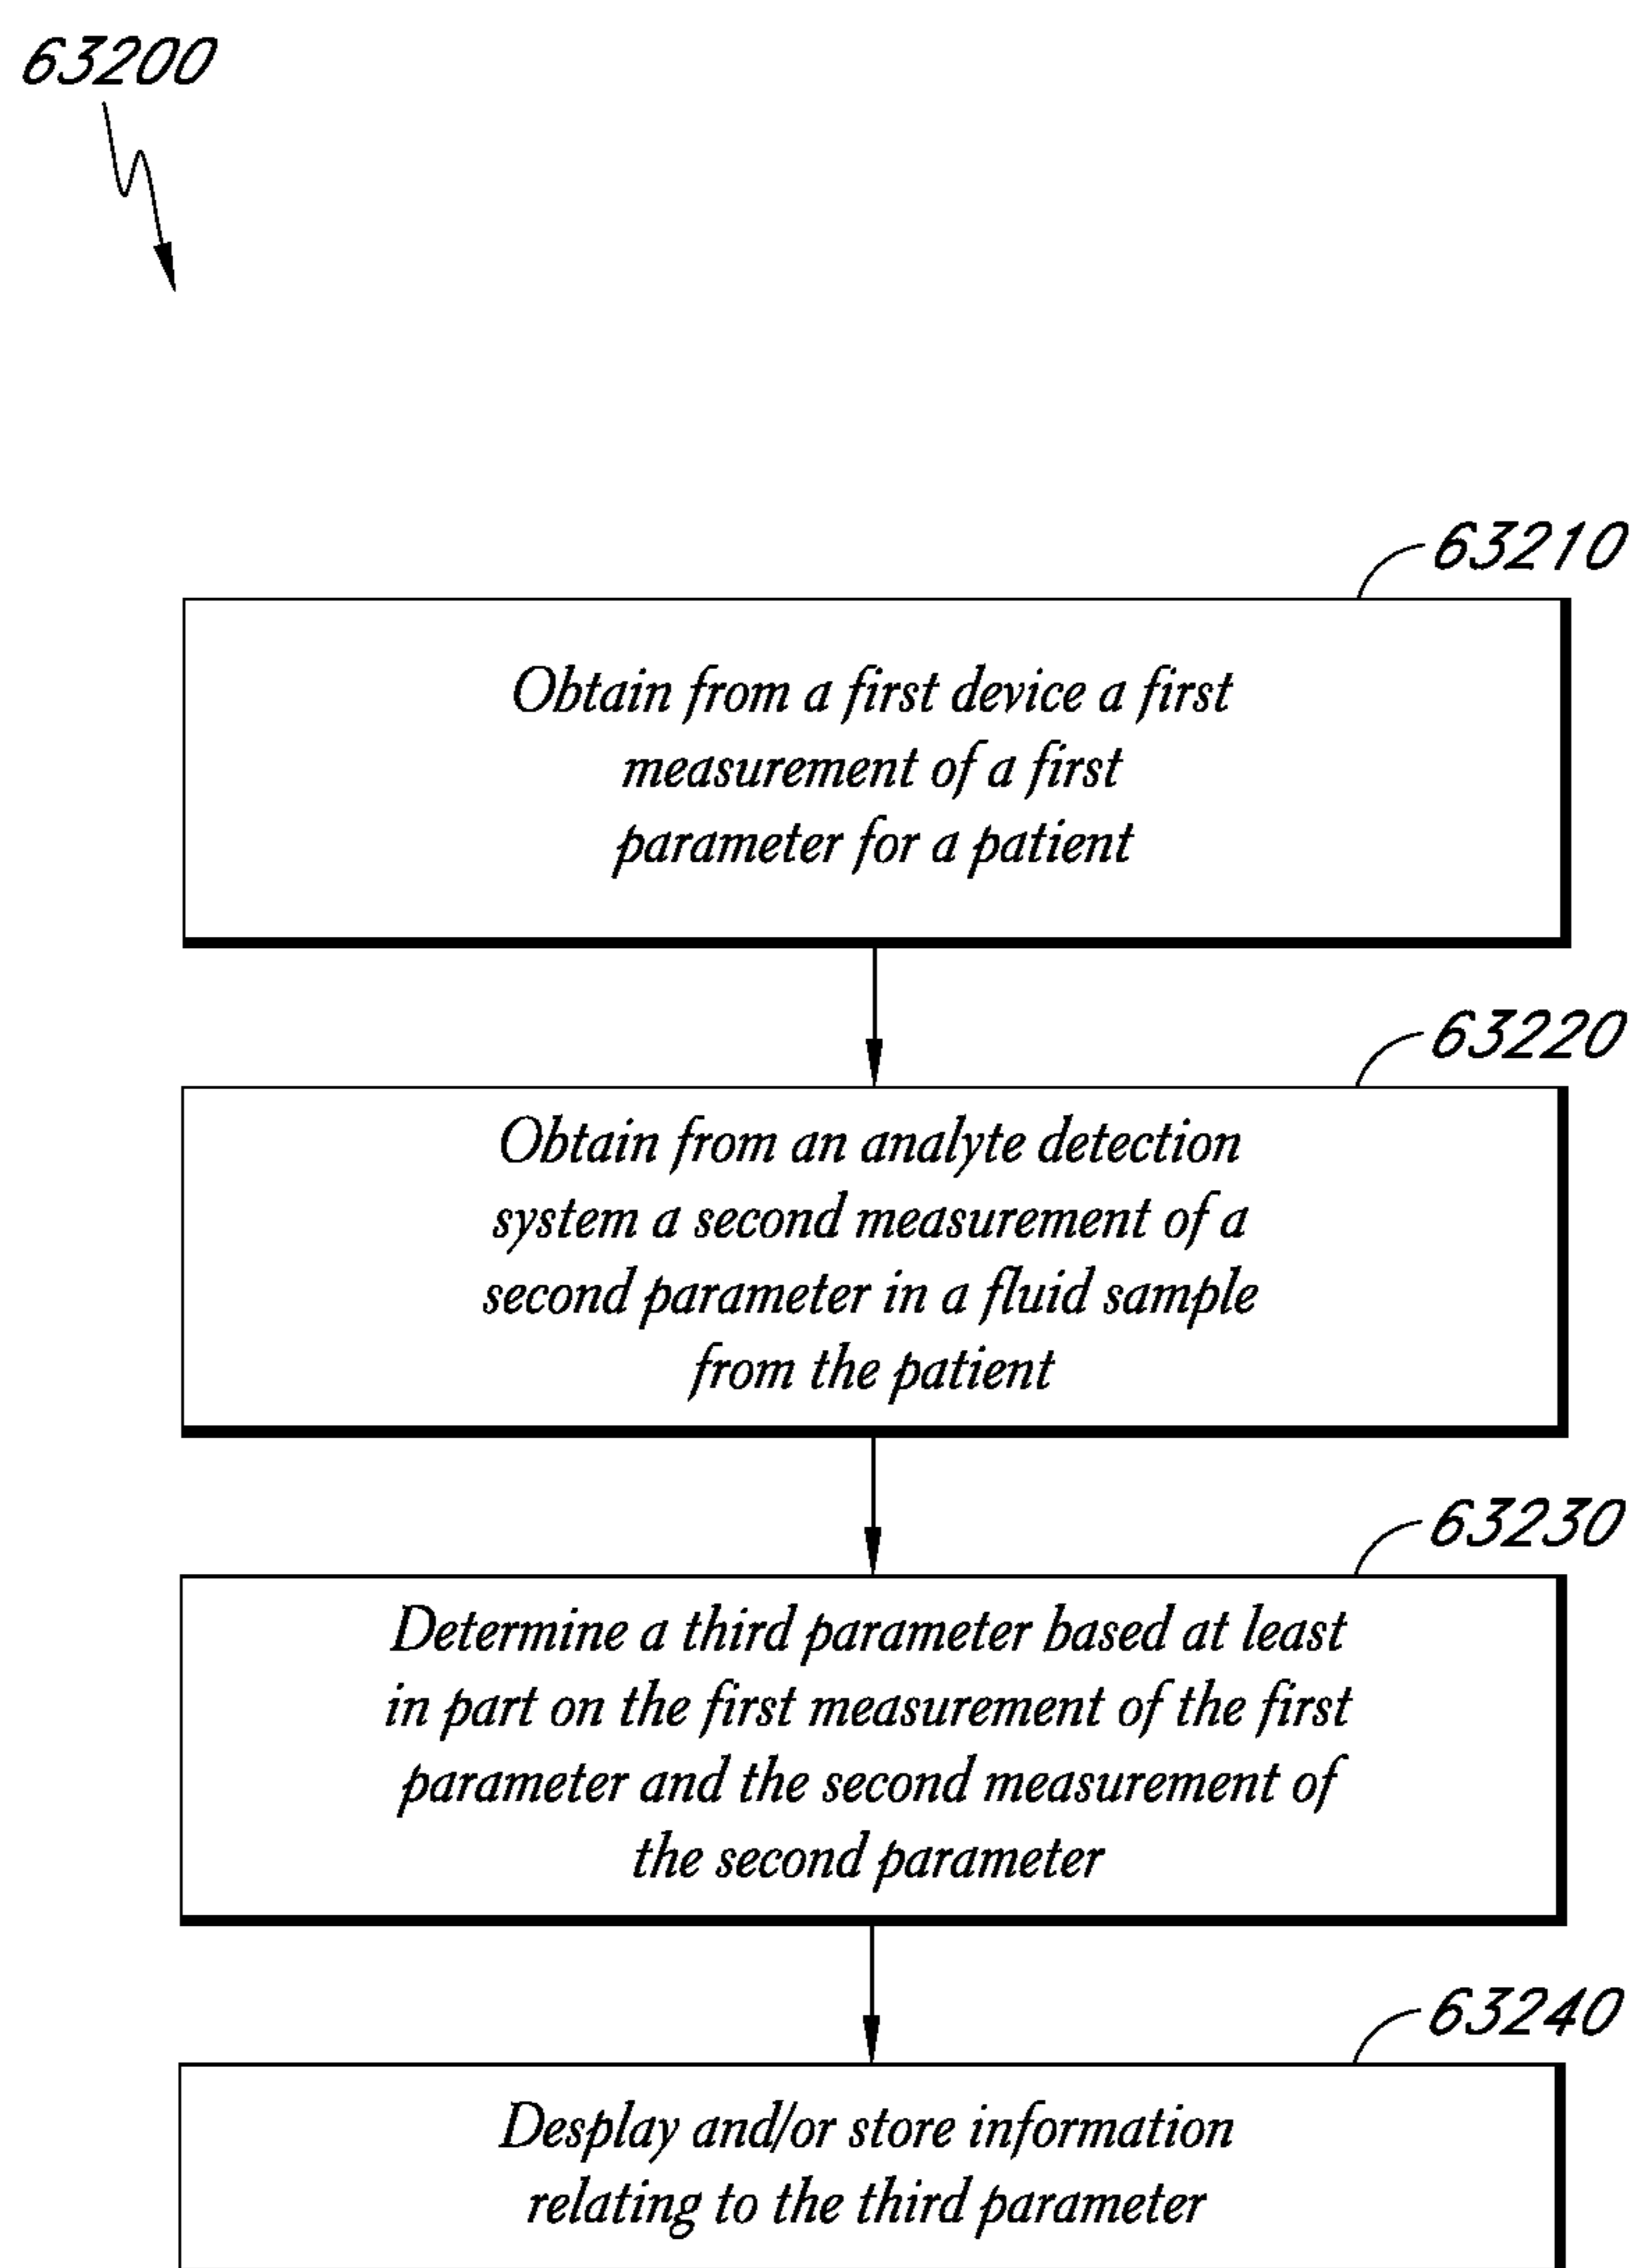 63200
63210
Obtain from a first device a first
measurement of a first
parameter for a patient
63220
Obtain from an analyte detection
system a second measurement of a
second parameter in a fluid sample
from the patient
63230
Determine a third parameter based at least
in part on the first measurement of the first
parameter and the second measurement of
the second parameter
63240
Desplay and/or store information
relating to the third parameter